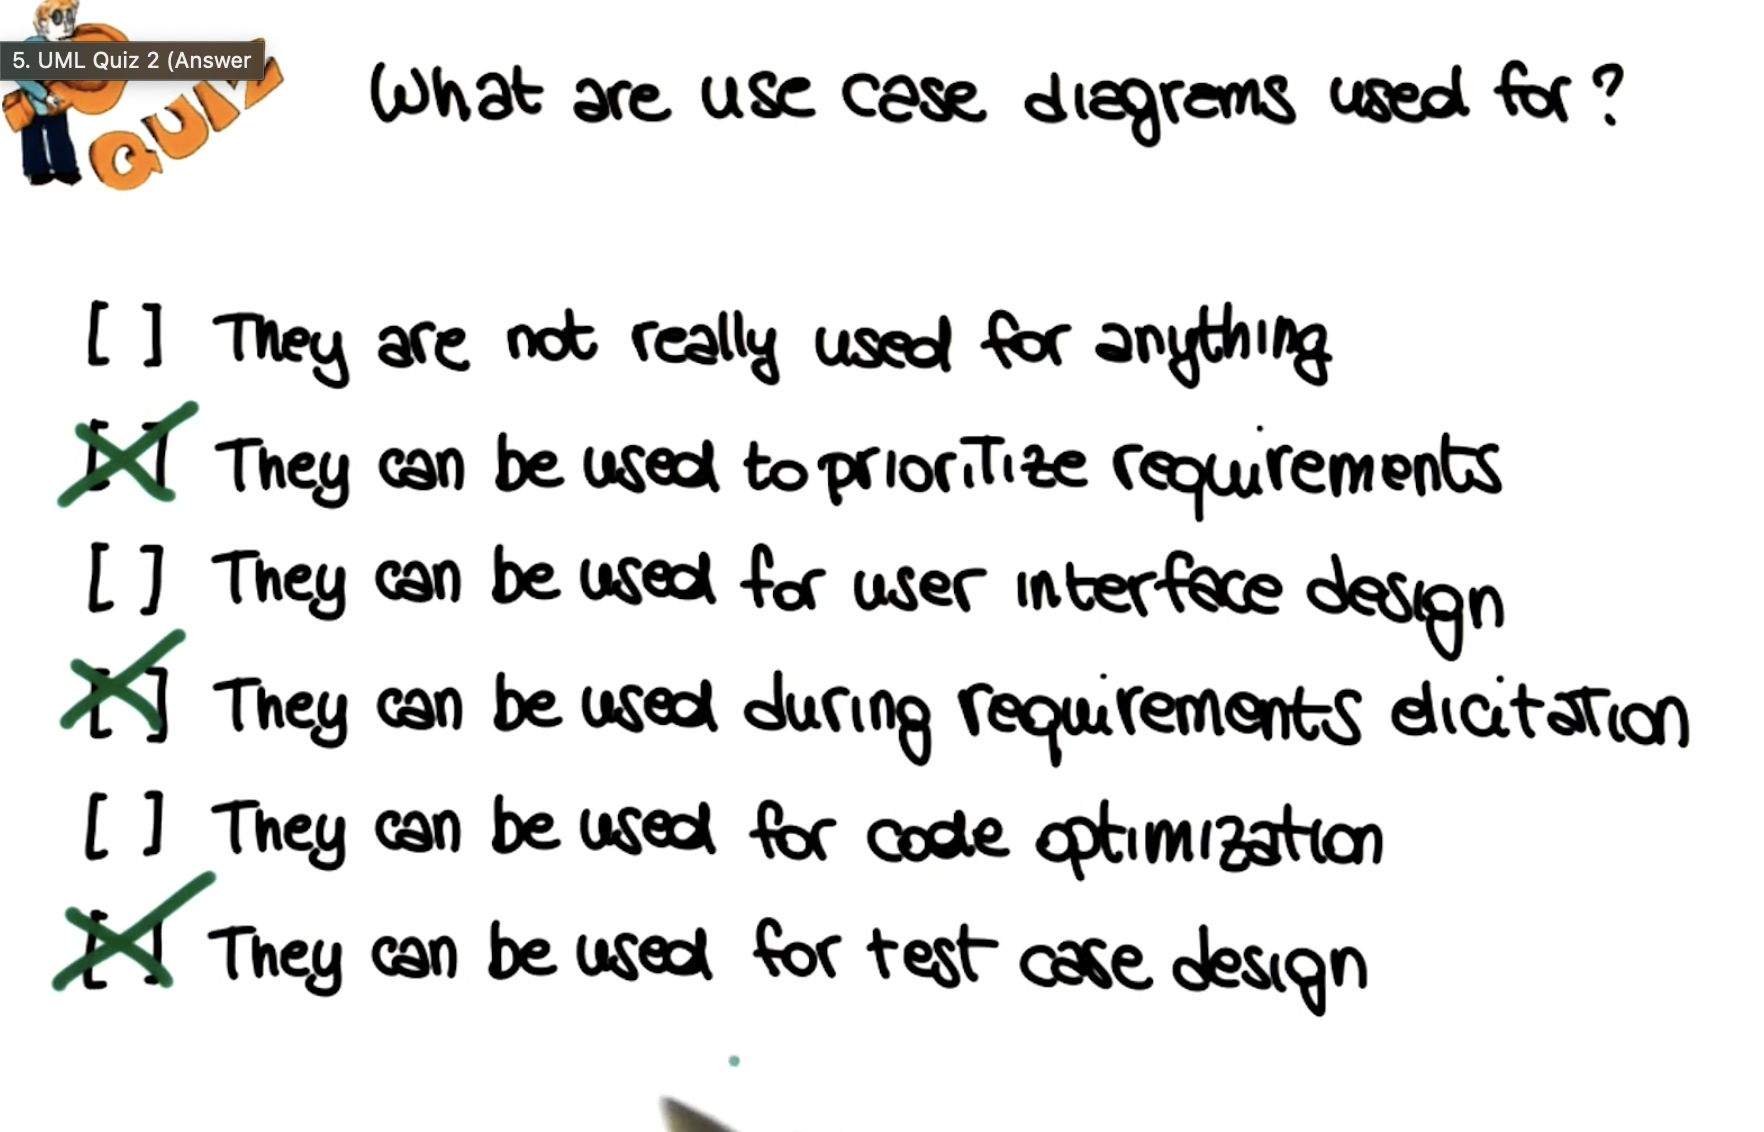 5. UML Quiz 2 (Answer
QUIZ
What are use case diagrams used for?
[ ] They are not really used for anything
[X] They can be used to prioritize requirements
[ ] They can be used for user interface design
[X] They can be used during requirements elicitation
[ ] They can be used for code optimization
[X] They can be used for test case design